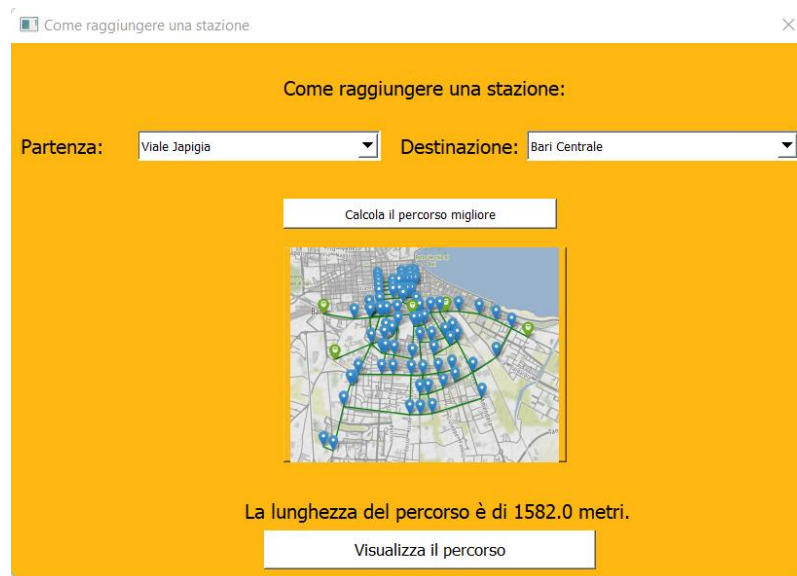 Come raggiungere una stazione
Come raggiungere una stazione:
Partenza: Viale Japigia Destinazione: Bari Centrale
Calcola il percorso migliore
La lunghezza del percorso è di 1582.0 metri.
Visualizza il percorso